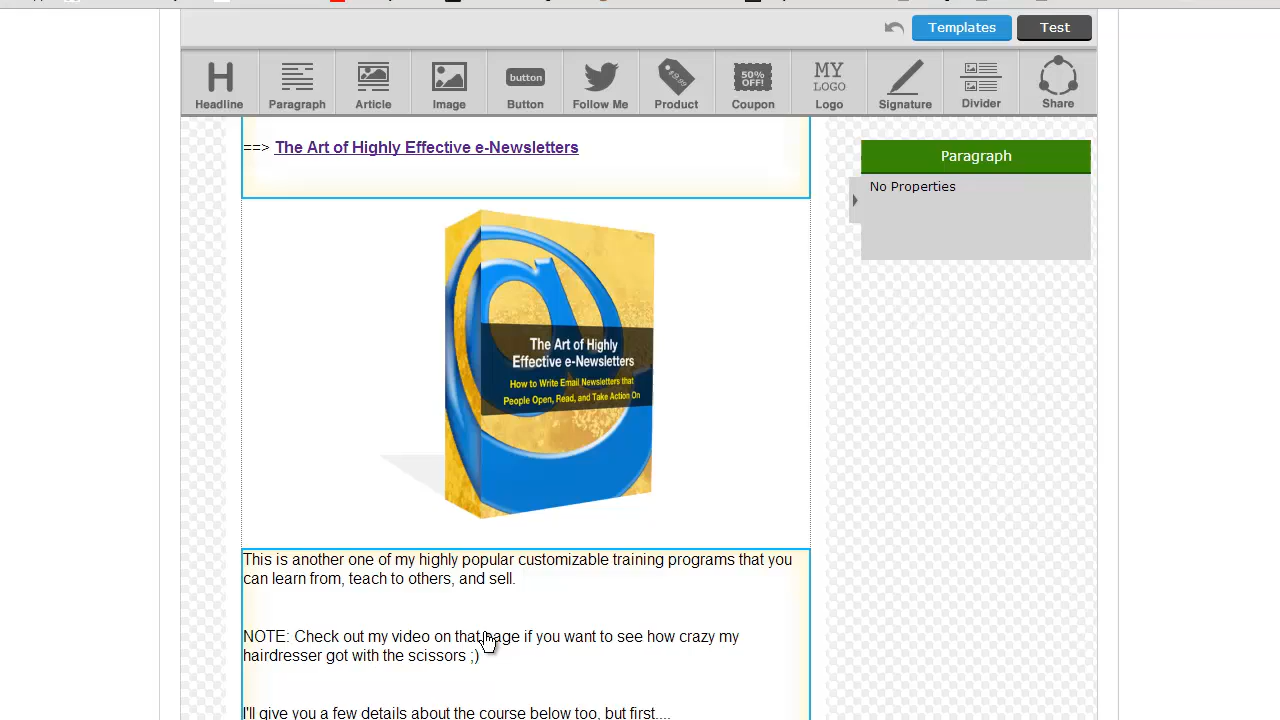 Templates
Test
H
Headline
Paragraph
Article
Image
button
Button
Follow Me
$9.99
Product
50%
OFF!
Coupon
MY
LOGO
Logo
Signature
Divider
Share
==> The Art of Highly Effective e-Newsletters
Paragraph
No Properties
The Art of Highly
Effective e-Newsletters
How to Write Email Newsletters that
People Open, Read, and Take Action On
This is another one of my highly popular customizable training programs that you
can learn from, teach to others, and sell.
NOTE: Check out my video on that page if you want to see how crazy my
hairdresser got with the scissors ;)
I'll give you a few details about the course below too, but first....